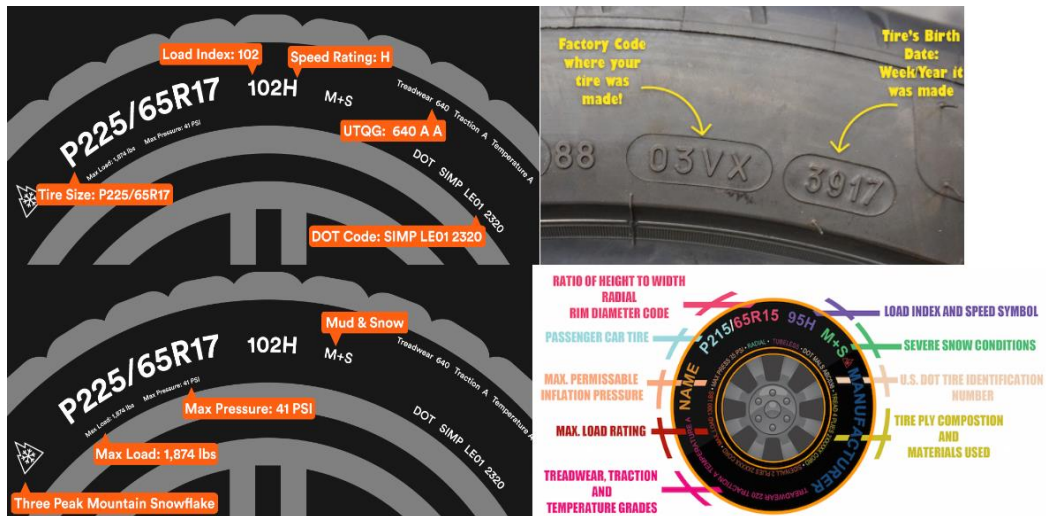 Load Index: 102
Speed Rating: H
P225/65R17
102H
M+S
Treadwear 640 Traction A Temperature A
UTQG: 640 A A
Max Load: 1,874 lbs
Max Pressure: 41 PSI
Tire Size: P225/65R17
DOT SIMP LE01 2320
DOT Code: SIMP LE01 2320
Factory Code
where your
tire was
made!
Tire's Birth
Date:
Week/Year it
was made
88
03VX
3917
Mud & Snow
P225/65R17
102H
M+S
Treadwear 640 Traction A Temperature A
Max Load: 1,874 lbs
Max Pressure: 41 PSI
Max Pressure: 41 PSI
DOT SIMP LE01 2320
Max Load: 1,874 lbs
Three Peak Mountain Snowflake
RATIO OF HEIGHT TO WIDTH
RADIAL
RIM DIAMETER CODE
PASSENGER CAR TIRE
MAX. PERMISSABLE
INFLATION PRESSURE
MAX. LOAD RATING
TREADWEAR, TRACTION
AND
TEMPERATURE GRADES
LOAD INDEX AND SPEED SYMBOL
SEVERE SNOW CONDITIONS
U.S. DOT TIRE IDENTIFICATION
NUMBER
TIRE PLY COMPOSTION
AND
MATERIALS USED
NAME
P215/65R15 95H M+S
MANUFACTURER
TREADWEAR 220 TRACTION A TEMPERATURE A
RADIAL
TUBELESS